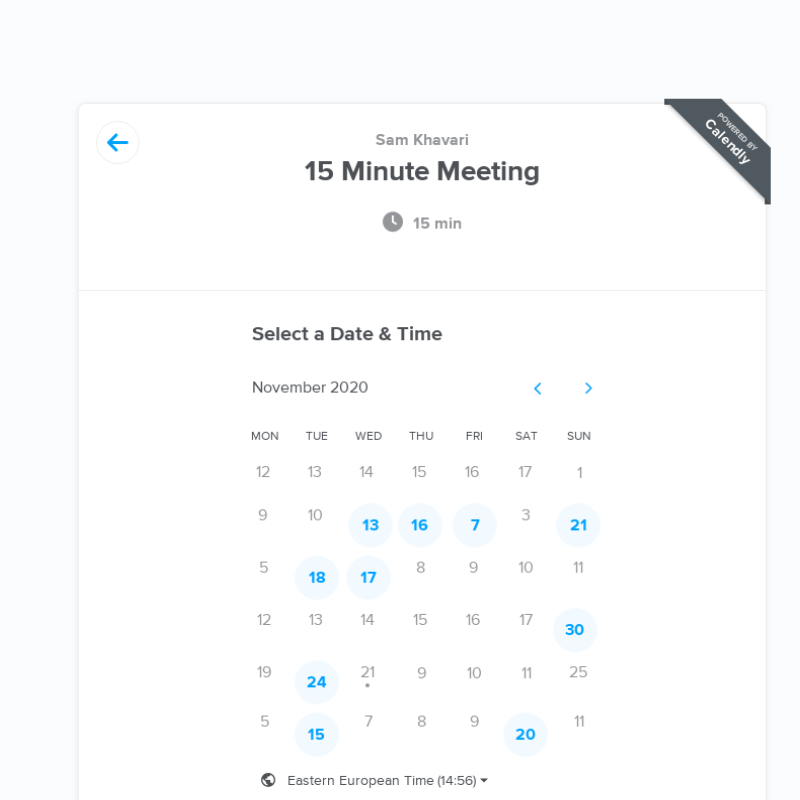 POWERED BY
Calendly
Sam Khavari
15 Minute Meeting
15 min
Select a Date & Time
November 2020
MON TUE WED THU FRI SAT SUN
12 13 14 15 16 17 1
9 10 13 16 7 3 21
5 18 17 8 9 10 11
12 13 14 15 16 17 30
19 24 21 9 10 11 25
5 15 7 8 9 20 11
Eastern European Time (14:56)